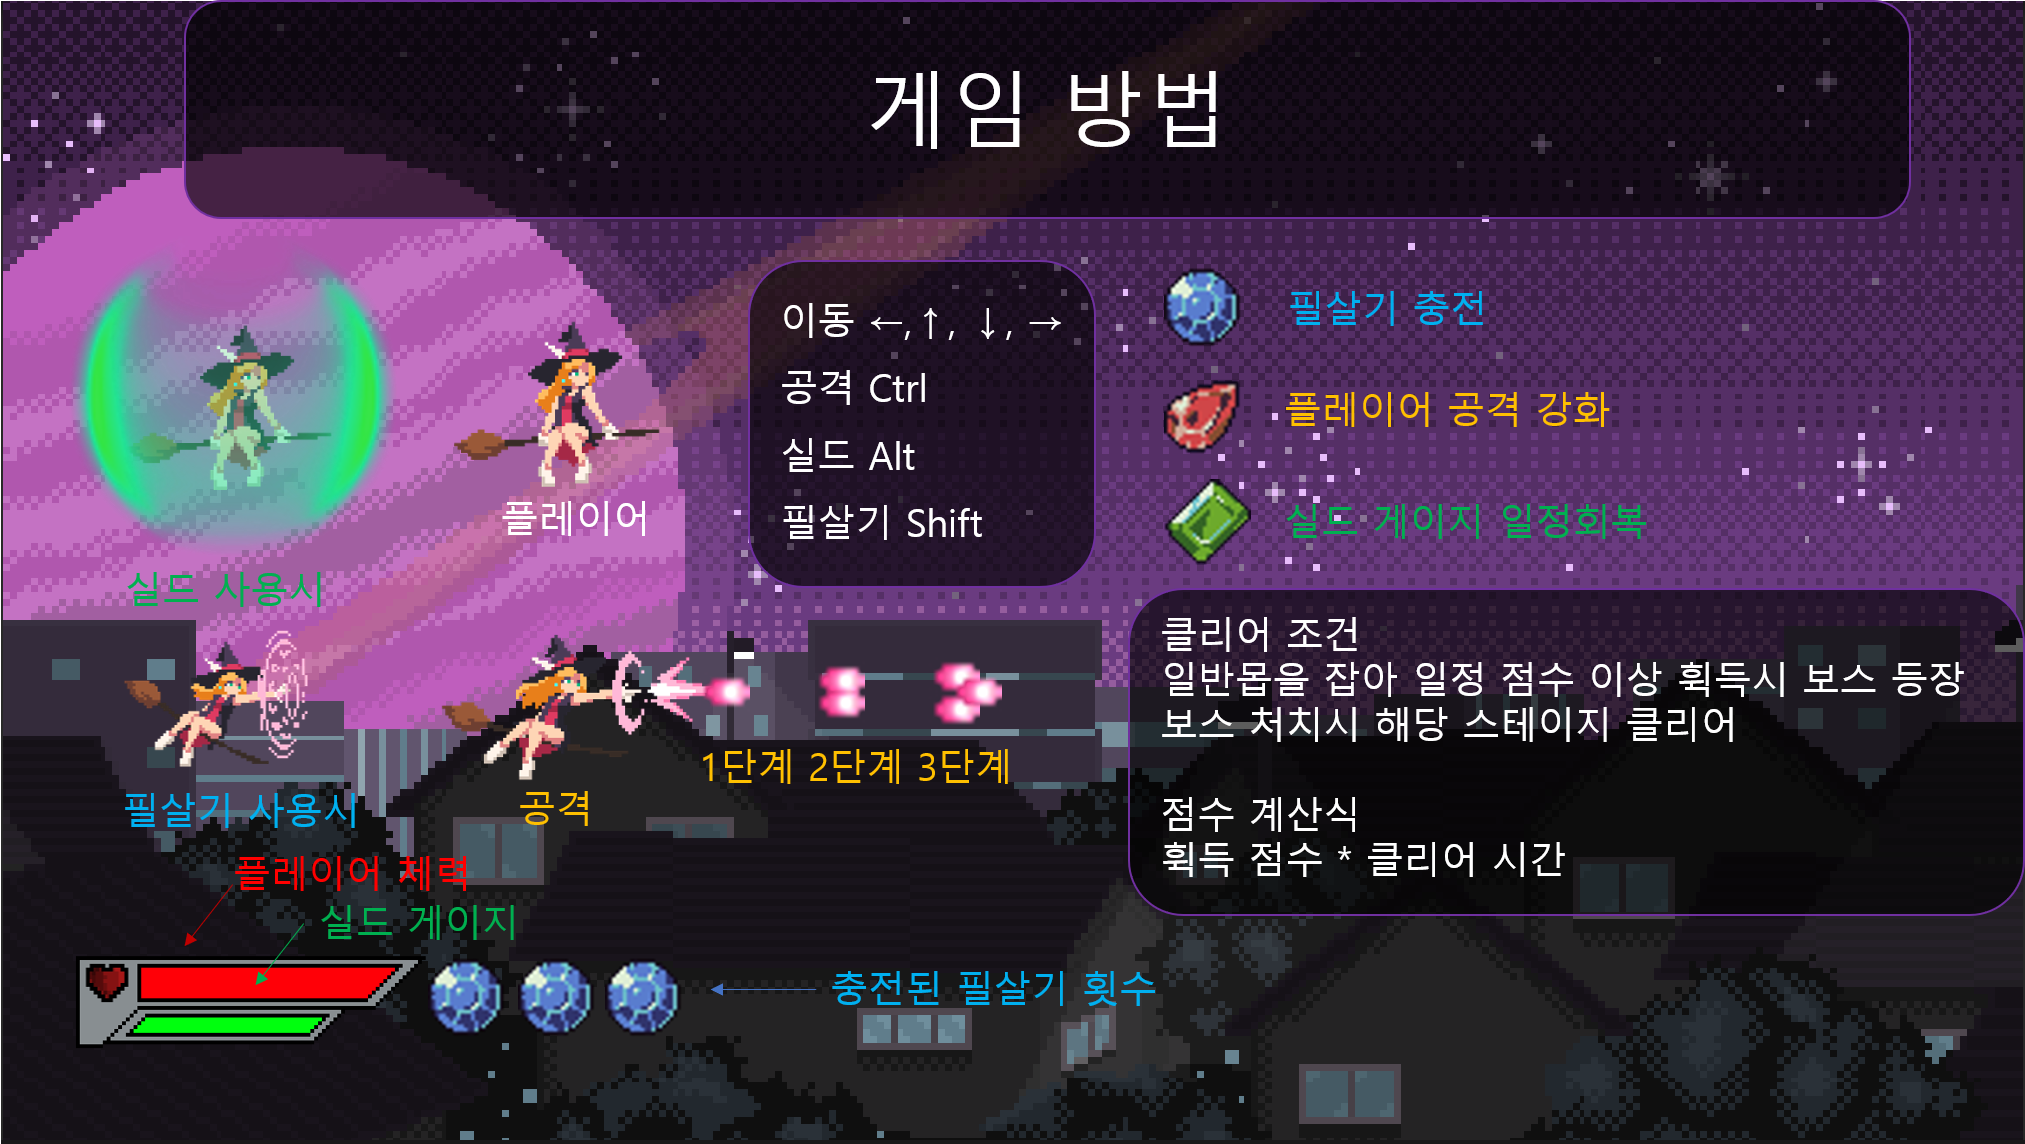 게임 방법
이동 ←,↑, ↓, →
공격 Ctrl
실드 Alt
필살기 Shift
필살기 충전
플레이어 공격 강화
실드 게이지 일정회복
플레이어
실드 사용시
클리어 조건
일반몹을 잡아 일정 점수 이상 획득시 보스 등장
보스 처치시 해당 스테이지 클리어
점수 계산식
획득 점수 * 클리어 시간
1단계 2단계 3단계
필살기 사용시
공격
플레이어 체력
실드 게이지
충전된 필살기 횟수